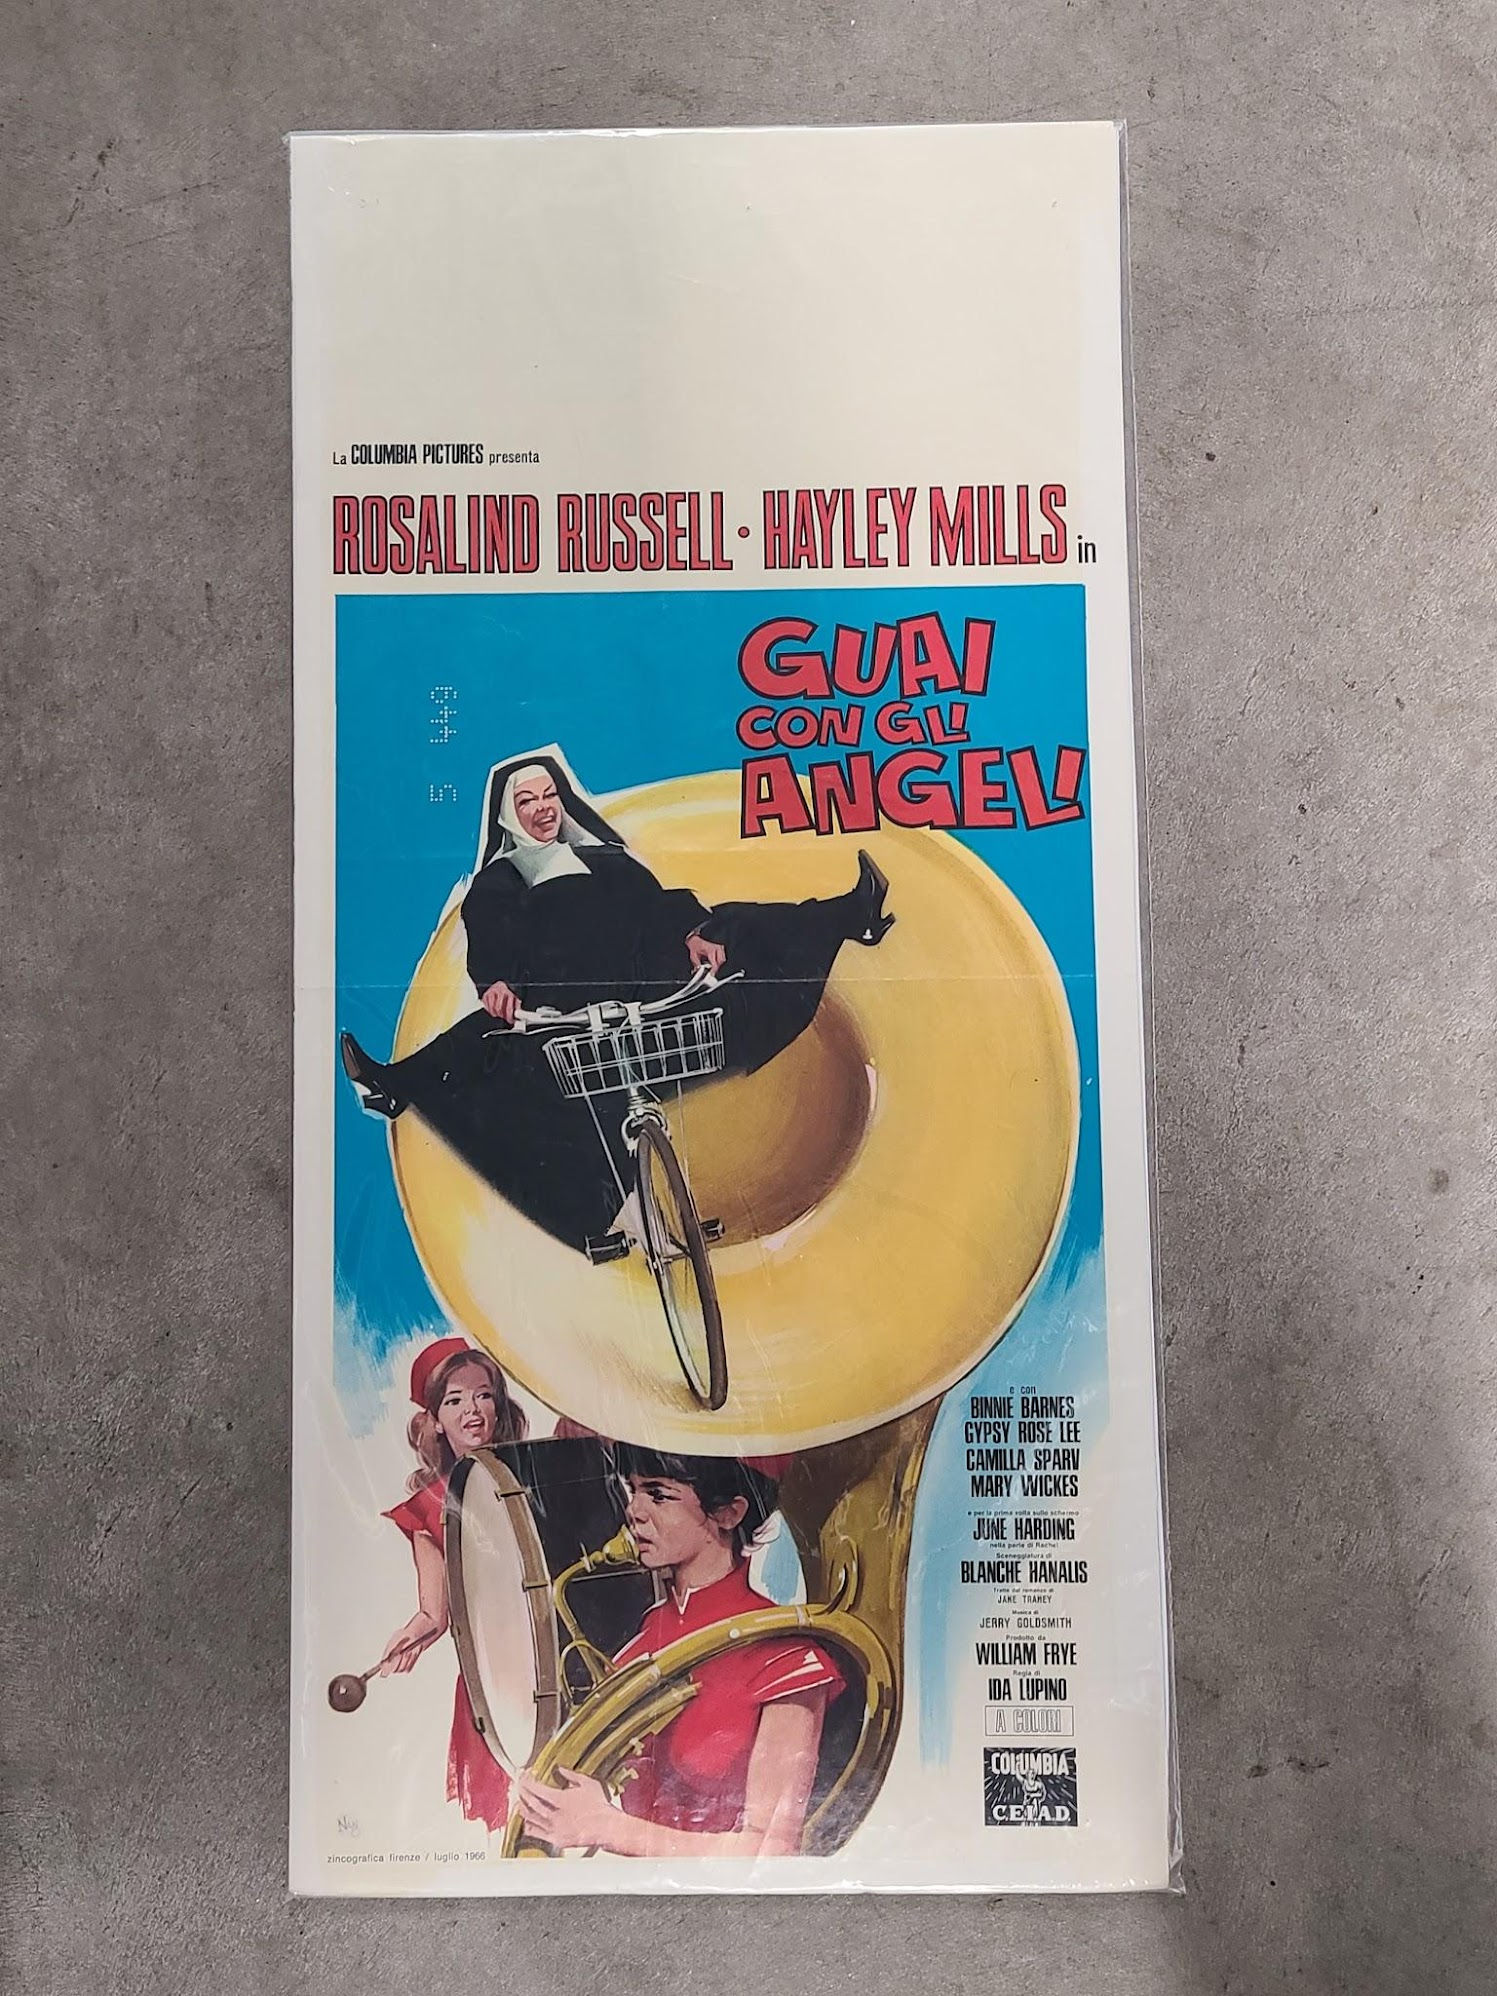 La COLUMBIA PICTURES presenta
ROSALIND RUSSELL · HAYLEY MILLS in
GUAI
CON GLI
ANGELI
5 449
e con
BINNIE BARNES
GYPSY ROSE LEE
CAMILLA SPARV
MARY WICKES
e per la prima volta sullo schermo
JUNE HARDING
nella parte di Rachel
Sceneggiatura di
BLANCHE HANALIS
Tratto dal romanzo di
JANE TRAHEY
Musica di
JERRY GOLDSMITH
Prodotto da
WILLIAM FRYE
Regia di
IDA LUPINO
A COLORI
COLUMBIA
C.E.I.A.D.
zincografica firenze / luglio 1966